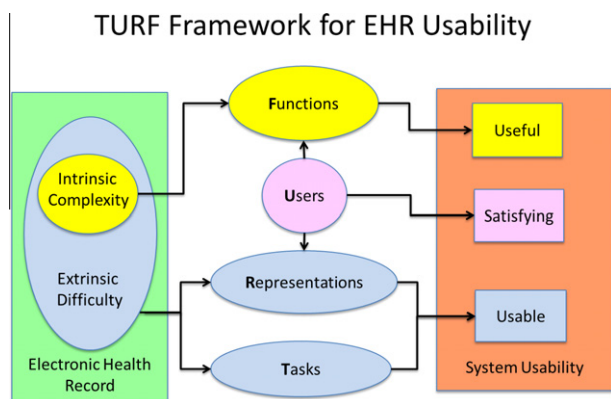 TURF Framework for EHR Usability
Functions
Useful
Intrinsic
Complexity
Users
Satisfying
Extrinsic
Difficulty
Representations
Usable
Electronic Health
Record
Tasks
System Usability